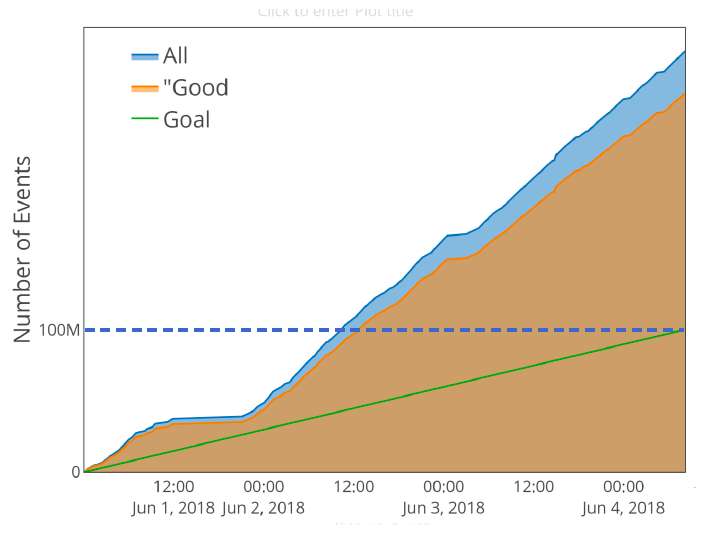 Click to enter Plot title
All
"Good
Goal
Number of Events
100M
0
12:00 00:00 12:00 00:00 12:00 00:00
Jun 1, 2018 Jun 2, 2018 Jun 3, 2018 Jun 4, 2018